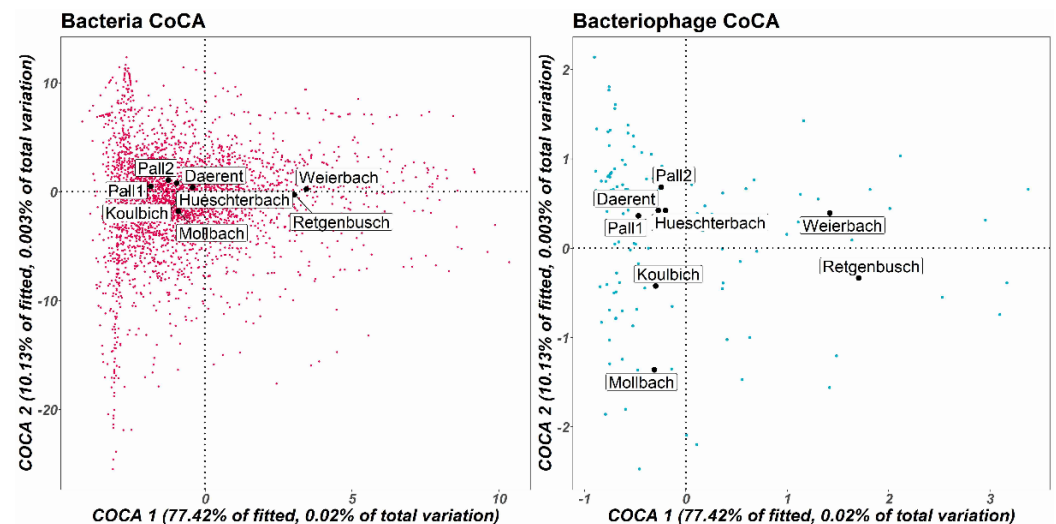 Bacteria CoCA
COCA 2 (10.13% of fitted, 0.003% of total variation)
10
0
-10
-20
Pall2
Daerent
Weierbach
Pall1
Hueschterbach
Koulbich
Retgenbusch
Mollbach
0
5
10
COCA 1 (77.42% of fitted, 0.02% of total variation)
Bacteriophage CoCA
COCA 2 (10.13% of fitted, 0.003% of total variation)
2
1
0
-1
-2
Pall2
Daerent
Pall1
Hueschterbach
Weierbach
Koulbich
Retgenbusch
Mollbach
-1
0
1
2
3
COCA 1 (77.42% of fitted, 0.02% of total variation)